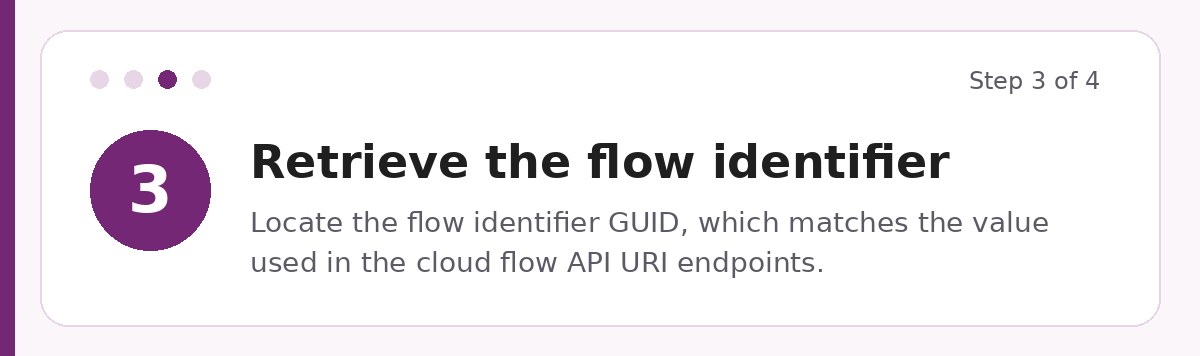 Step 3 of 4
3
Retrieve the flow identifier
Locate the flow identifier GUID, which matches the value
used in the cloud flow API URI endpoints.